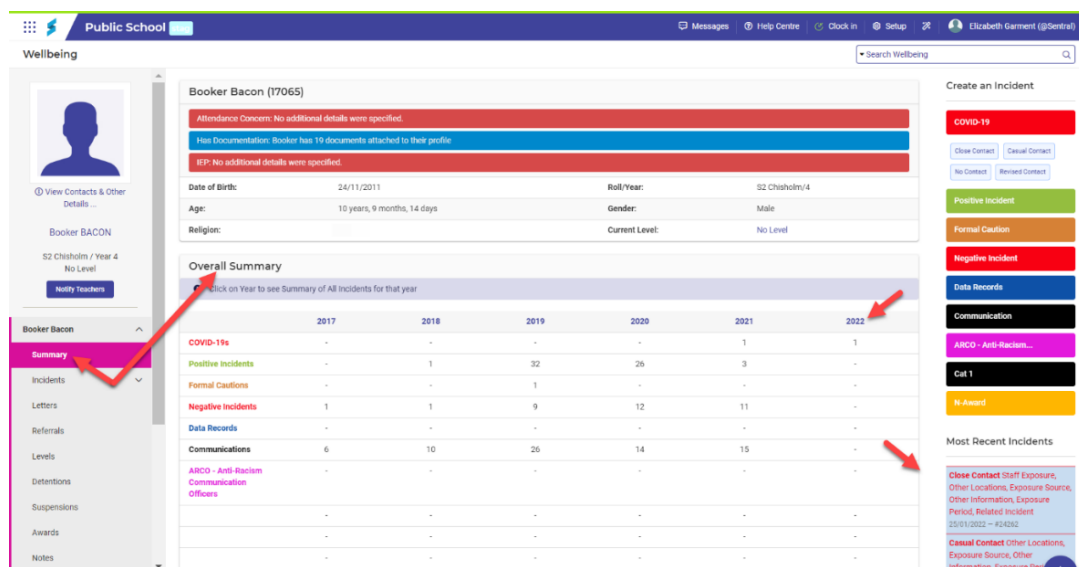 Public School
Messages
Help Centre
Clock in
Setup
Elizabeth Garment (@Sentral)
Wellbeing
Search Wellbeing
View Contacts & Other
Details ...
Booker BACON
S2 Chisholm / Year 4
No Level
Notify Teachers
Booker Bacon
Summary
Incidents
Letters
Referrals
Levels
Detentions
Suspensions
Awards
Notes
Booker Bacon (17065)
Attendance Concern: No additional details were specified.
Has Documentation: Booker has 19 documents attached to their profile
IEP: No additional details were specified.
Date of Birth: 24/11/2011 Roll/Year: S2 Chisholm/4
Age: 10 years, 9 months, 14 days Gender: Male
Religion: Current Level: No Level
Overall Summary
Click on Year to see Summary of All Incidents for that year
2017 2018 2019 2020 2021 2022
COVID-19s - - - - 1 1
Positive Incidents - 1 32 26 3 -
Formal Cautions - - 1 - - -
Negative Incidents 1 1 9 12 11 -
Data Records - - - - - -
Communications 6 10 26 14 15 -
ARCO - Anti-Racism - - - - - -
Communication
Officers
- - - - - -
- - - - - -
- - - - - -
Create an Incident
COVID-19
Close Contact Casual Contact
No Contact Revised Contact
Positive Incident
Formal Caution
Negative Incident
Data Records
Communication
ARCO - Anti-Racism...
Cat 1
N-Award
Most Recent Incidents
Close Contact Staff Exposure,
Other Locations, Exposure Source,
Other Information, Exposure
Period, Related Incident
25/01/2022 – #24262
Casual Contact Other Locations,
Exposure Source, Other
Information, Exposure